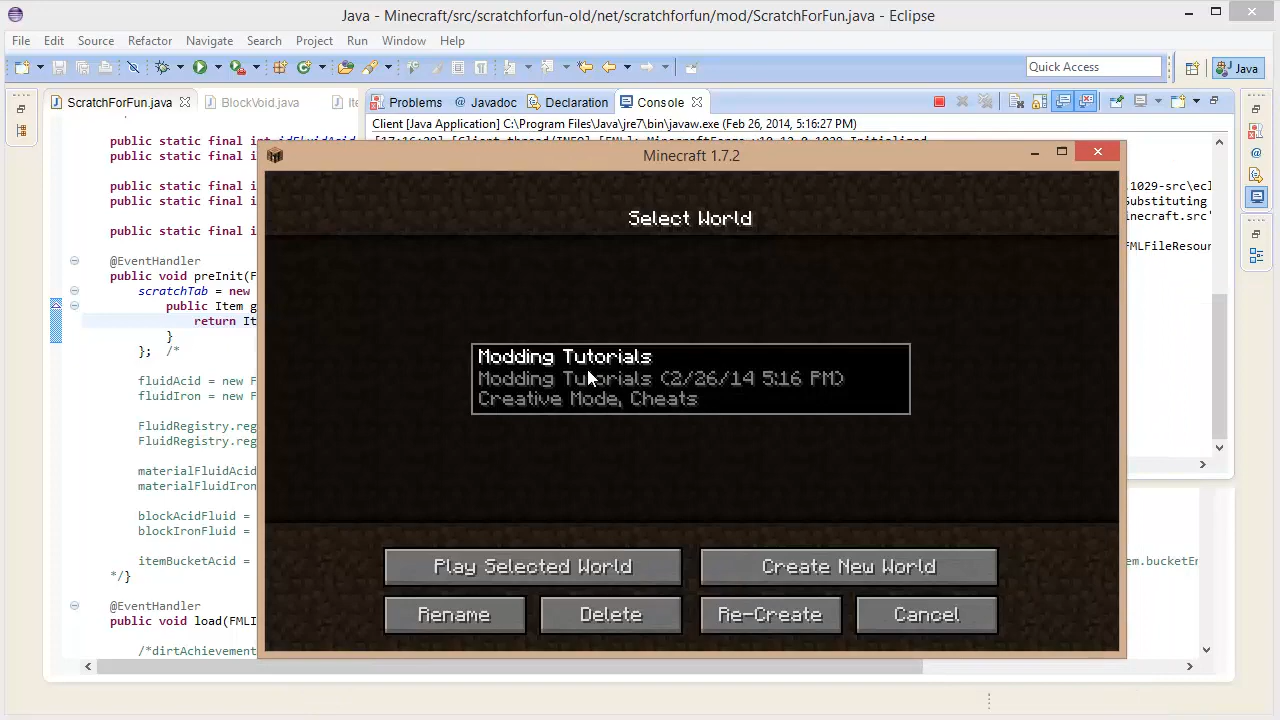 Java - Minecraft/src/scratchforfun-old/net/scratchforfun/mod/ScratchForFun.java - Eclipse
File Edit Source Refactor Navigate Search Project Run Window Help
Quick Access
Java
ScratchForFun.java
BlockVoid.java
Problems
Javadoc
Declaration
Console
Client [Java Application] C:\Program Files\Java\jre7\bin\javaw.exe (Feb 26, 2014, 5:16:27 PM)
public static final int idFluidAcid
public static final i
public static final i
public static final i
public static final i
@EventHandler
public void preInit(F
scratchTab = new
public Item g
return It
}
}; /*
fluidAcid = new F
fluidIron = new F
FluidRegistry.reg
FluidRegistry.reg
materialFluidAcid
materialFluidIron
blockAcidFluid =
blockIronFluid =
itemBucketAcid =
*/}
@EventHandler
public void load(FMLI
/*dirtAchievement
1029-src\ecl
Substituting
inecraft.src'
FMLFileResour
em.bucketEm
Minecraft 1.7.2
Select World
Modding Tutorials
Modding Tutorials (2/26/14 5:16 PM)
Creative Mode, Cheats
Play Selected World
Create New World
Rename
Delete
Re-Create
Cancel